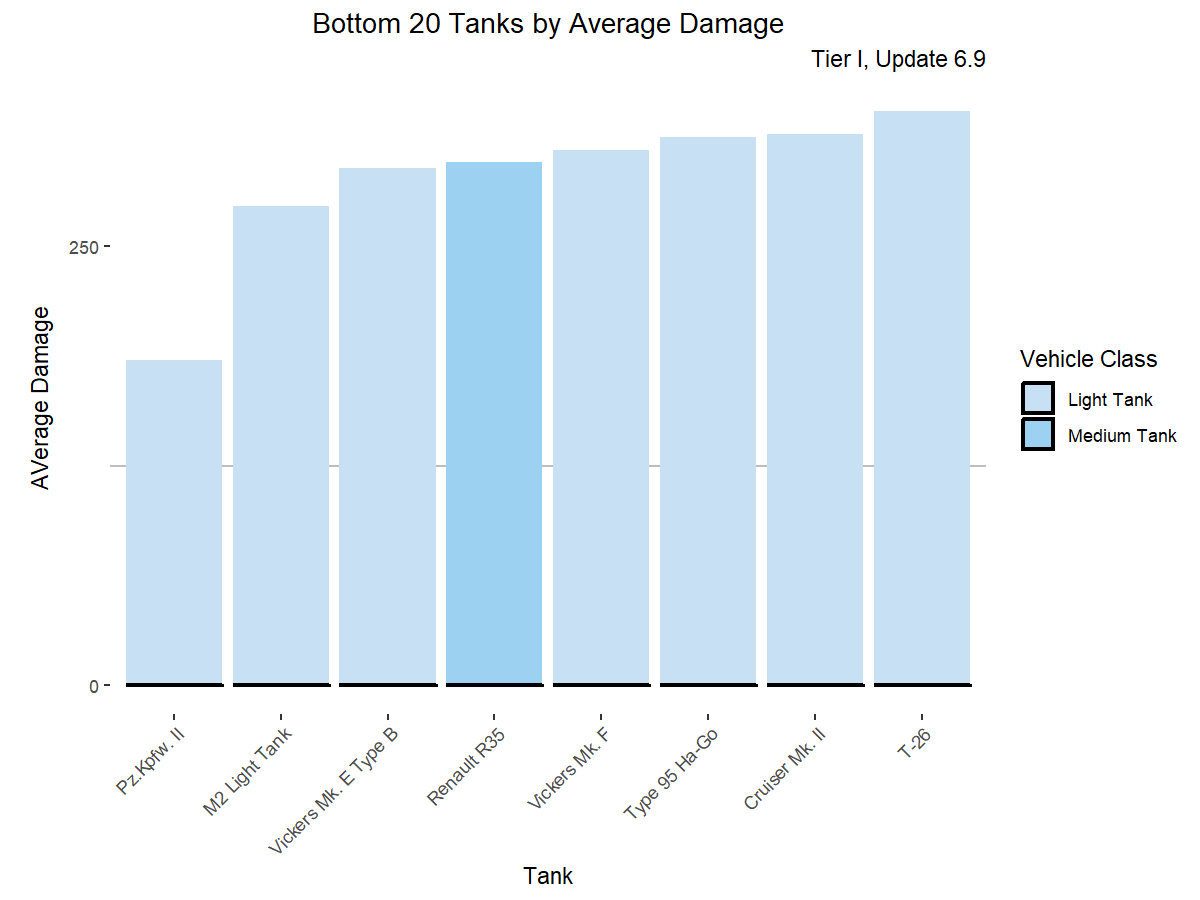 Bottom 20 Tanks by Average Damage
Tier I, Update 6.9
AVerage Damage
250
0
Pz.Kpfw. II
M2 Light Tank
Vickers Mk. E Type B
Renault R35
Vickers Mk. F
Type 95 Ha-Go
Cruiser Mk. II
T-26
Tank
Vehicle Class
Light Tank
Medium Tank